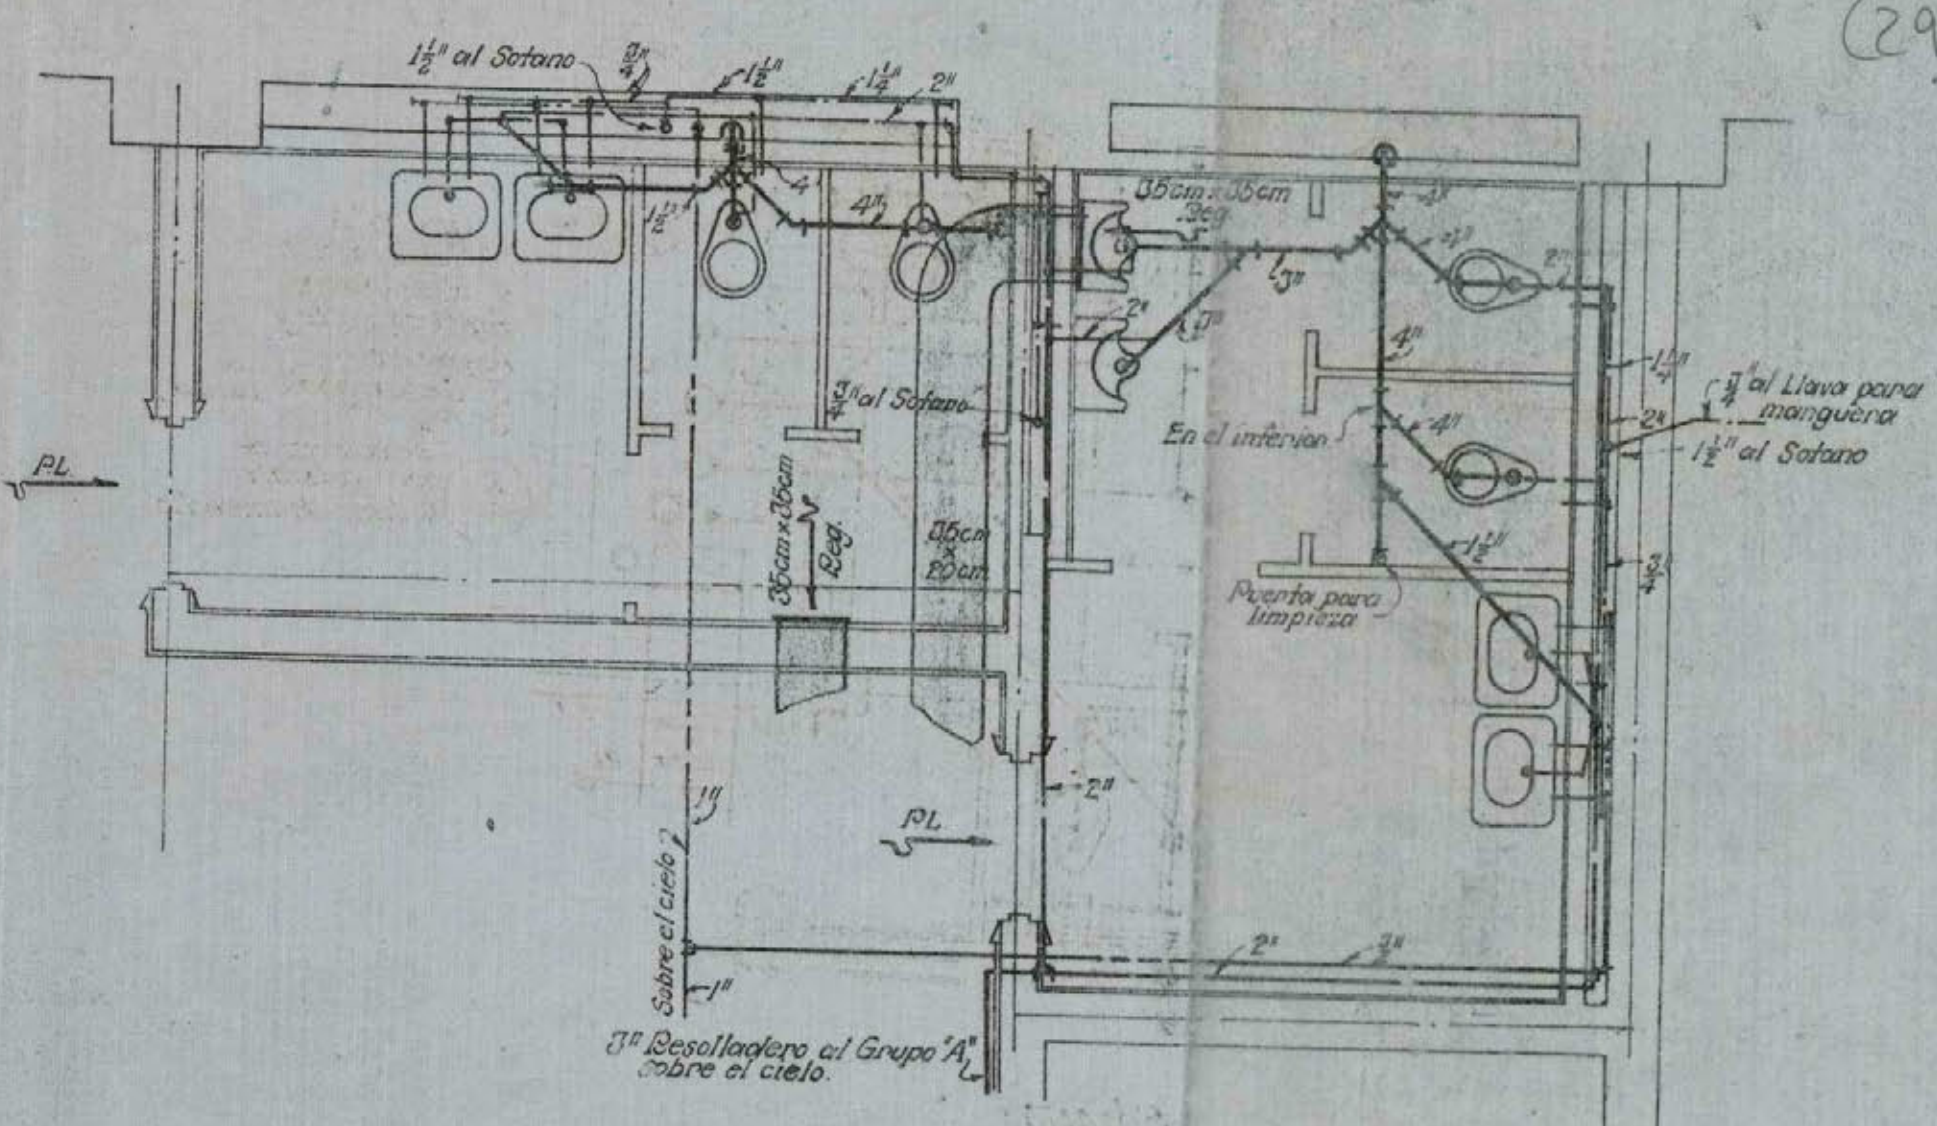 (29
1½" al Sotano
¾"
1½"
1¼"
2"
4"
1½"
4"
35cm x 35cm
Reg.
4"
4"
2"
3"
3"
2"
4"
1¼"
¾" al Llava para
manguera
2"
1½" al Sotano
¾" al Sotano
En el inferior
4"
P.L.
35cm x 35cm
Reg.
35cm
x
20cm
1½"
¾"
Puerta para
limpieza
1"
2"
P.L.
Sobre el cielo
2"
¾"
1"
3" Resolladero al Grupo "A"
sobre el cielo.